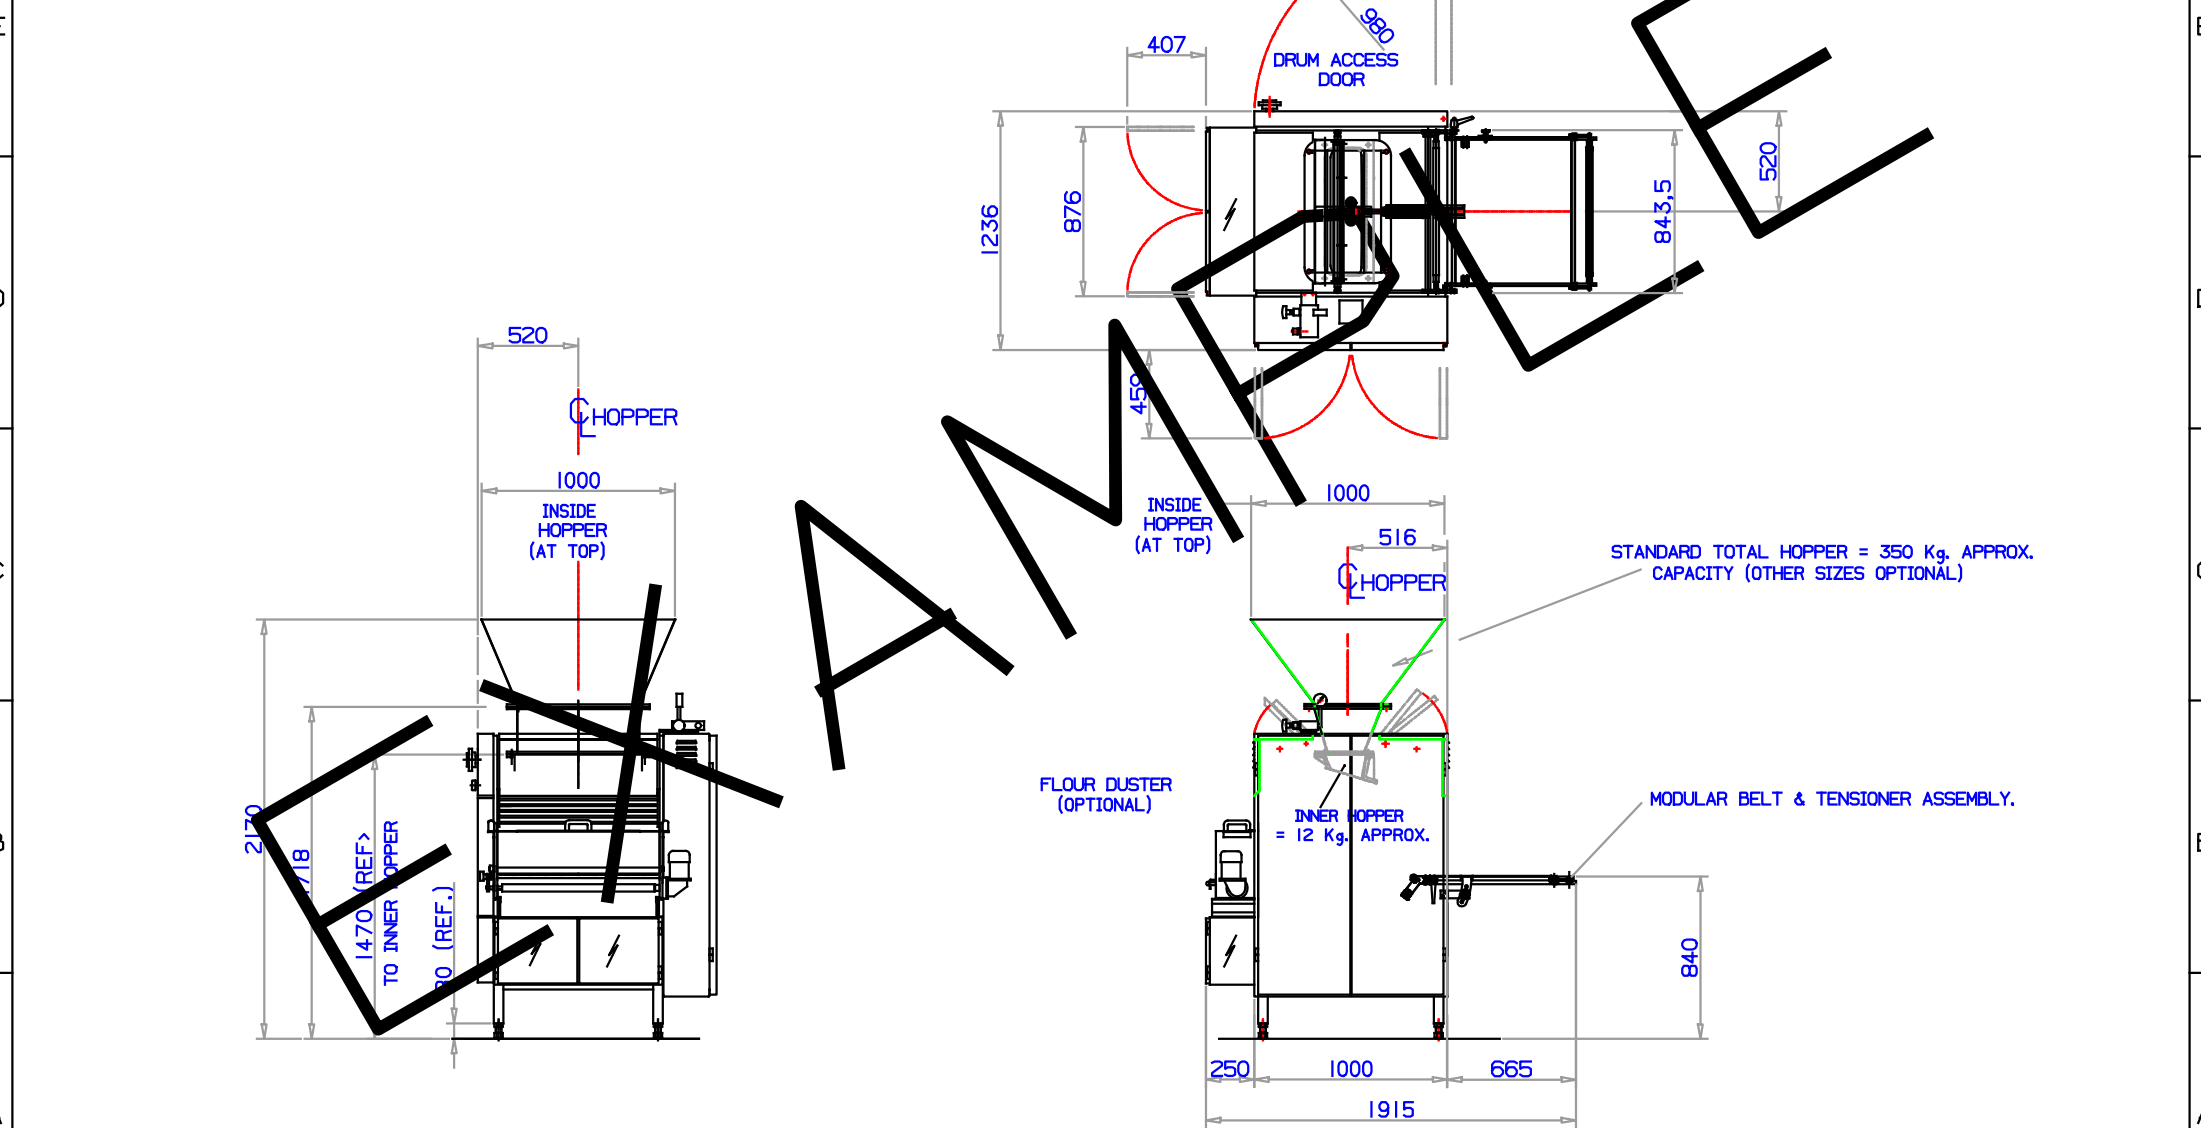 980
DRUM ACCESS
DOOR
407
1236
876
843,5
520
459
520
HOPPER
1000
INSIDE
HOPPER
(AT TOP)
1000
INSIDE
HOPPER
(AT TOP)
516
HOPPER
STANDARD TOTAL HOPPER = 350 Kg. APPROX.
CAPACITY (OTHER SIZES OPTIONAL)
2170
1470 (REF>
TO INNER HOPPER
(REF.)
FLOUR DUSTER
(OPTIONAL)
INNER HOPPER
= 12 Kg. APPROX.
MODULAR BELT & TENSIONER ASSEMBLY.
840
250
1000
665
1915
EXAMPLE